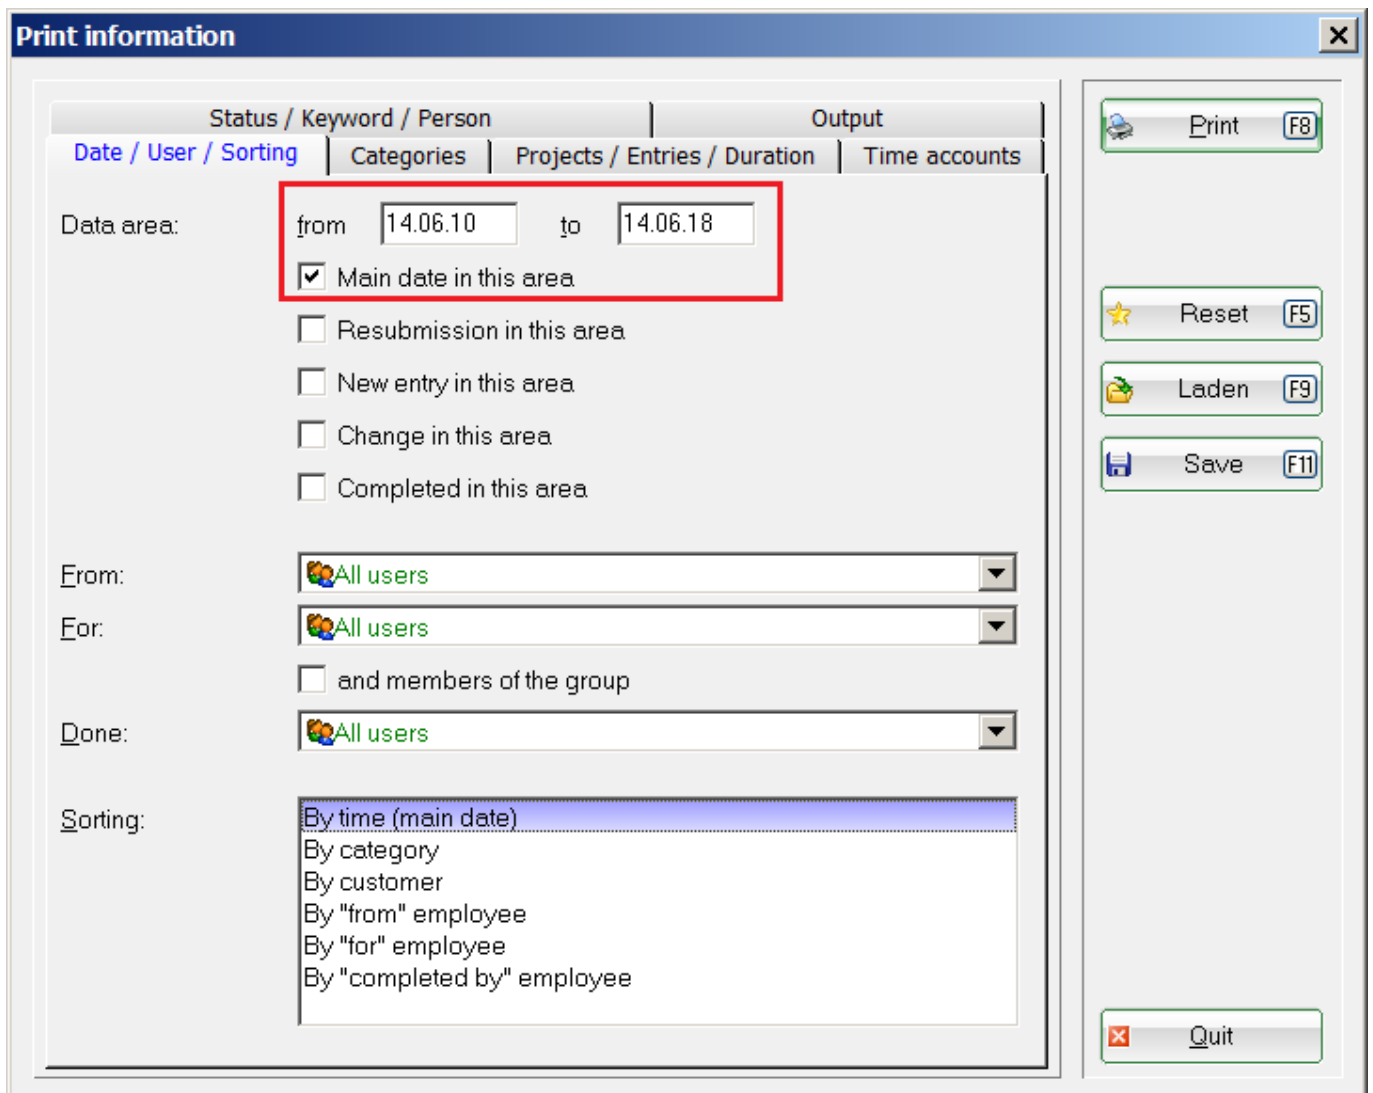 Print information
Status / Keyword / Person Output
Date / User / Sorting Categories Projects / Entries / Duration Time accounts
Data area: from 14.06.10 to 14.06.18
Main date in this area
Resubmission in this area
New entry in this area
Change in this area
Completed in this area
From: All users
For: All users
and members of the group
Done: All users
Sorting: By time (main date)
By category
By customer
By "from" employee
By "for" employee
By "completed by" employee
Print F8
Reset F5
Laden F9
Save F11
Quit